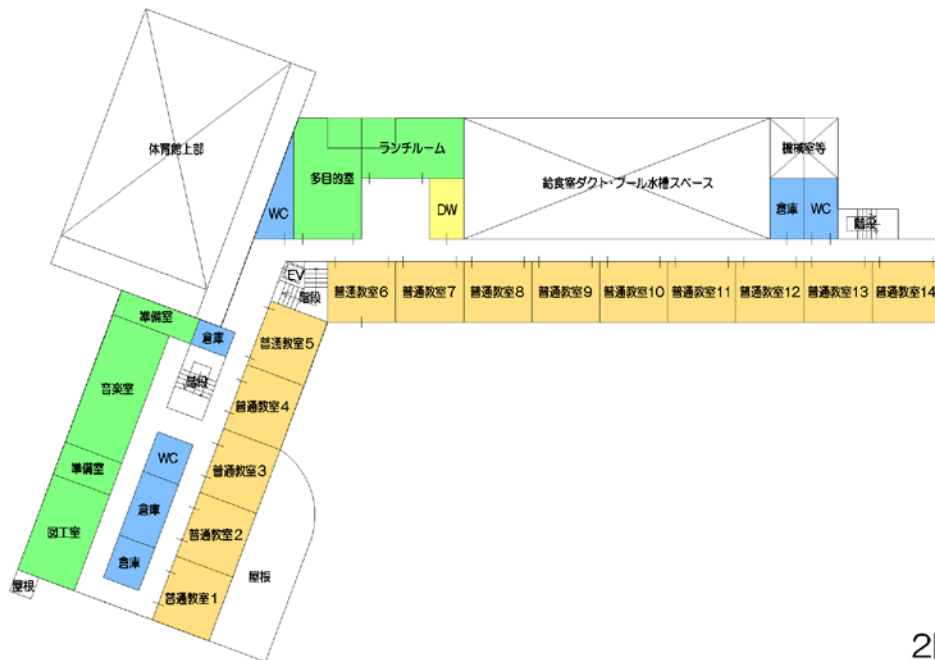 体育館上部
ランチルーム
多目的室
WC
DW
給食室ダクト・プール水槽スペース
機械室等
倉庫
WC
階段
EV
階段
普通教室6
普通教室7
普通教室8
普通教室9
普通教室10
普通教室11
普通教室12
普通教室13
普通教室14
準備室
倉庫
普通教室5
音楽室
階段
普通教室4
準備室
WC
普通教室3
図工室
倉庫
普通教室2
倉庫
屋根
屋根
普通教室1
2